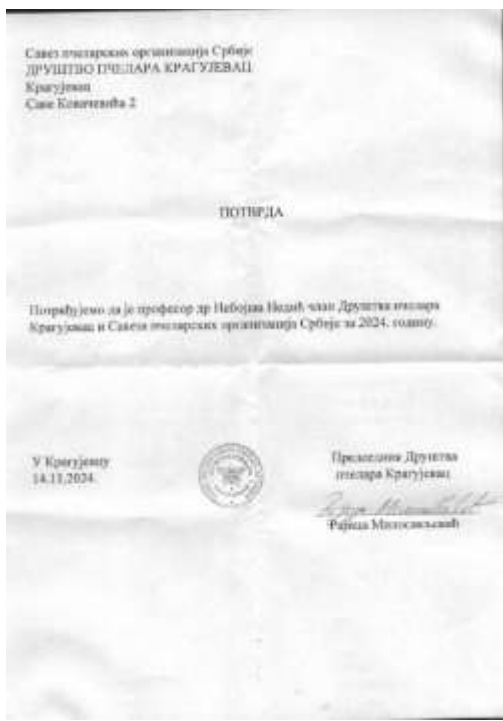 Савез пчеларских организација Србије
ДРУШТВО ПЧЕЛАРА КРАГУЈЕВАЦ
Крагујевац
Саве Ковачевића 2
ПОТВРДА
Потврђујемо да је професор др Небојша Недић члан Друштва пчелара
Крагујевац и Савеза пчеларских организација Србије за 2024. годину.
У Крагујевцу
14.11.2024.
Председник Друштва
пчелара Крагујевац
Рајица Милосављевић